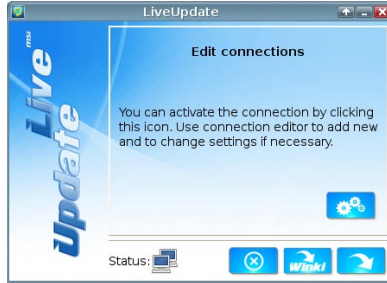 LiveUpdate
msi
Live
Update
Edit connections
You can activate the connection by clicking
this icon. Use connection editor to add new
and to change settings if necessary.
Status:
Winki